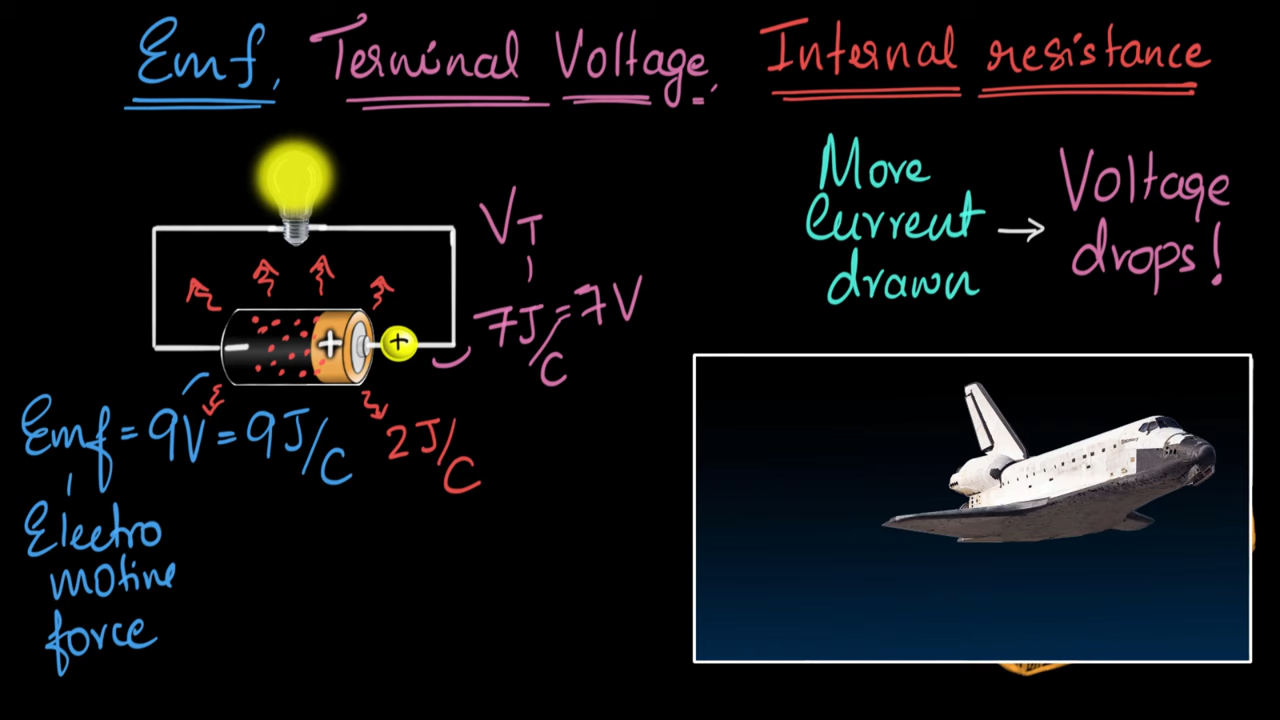 Emf, Terminal Voltage, Internal resistance
More
Current
drawn
→ Voltage
drops!
VT
7J/C = 7V
+
+
Emf = 9V = 9J/C
2J/C
Electro
motive
force